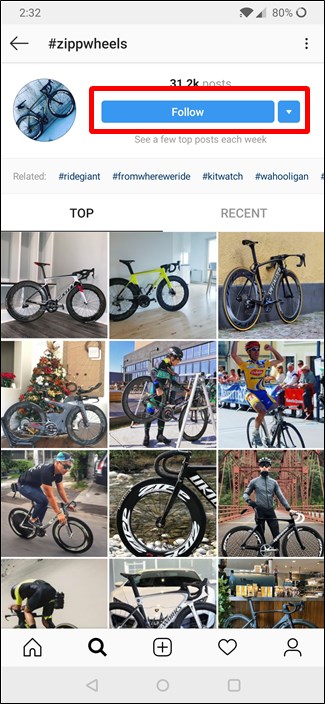 2:32 80%
#zippwheels
31.2k posts
Follow
See a few top posts each week
Related: #ridegiant #fromwhereweride #kitwatch #wahooligan #
TOP RECENT
ZIPP